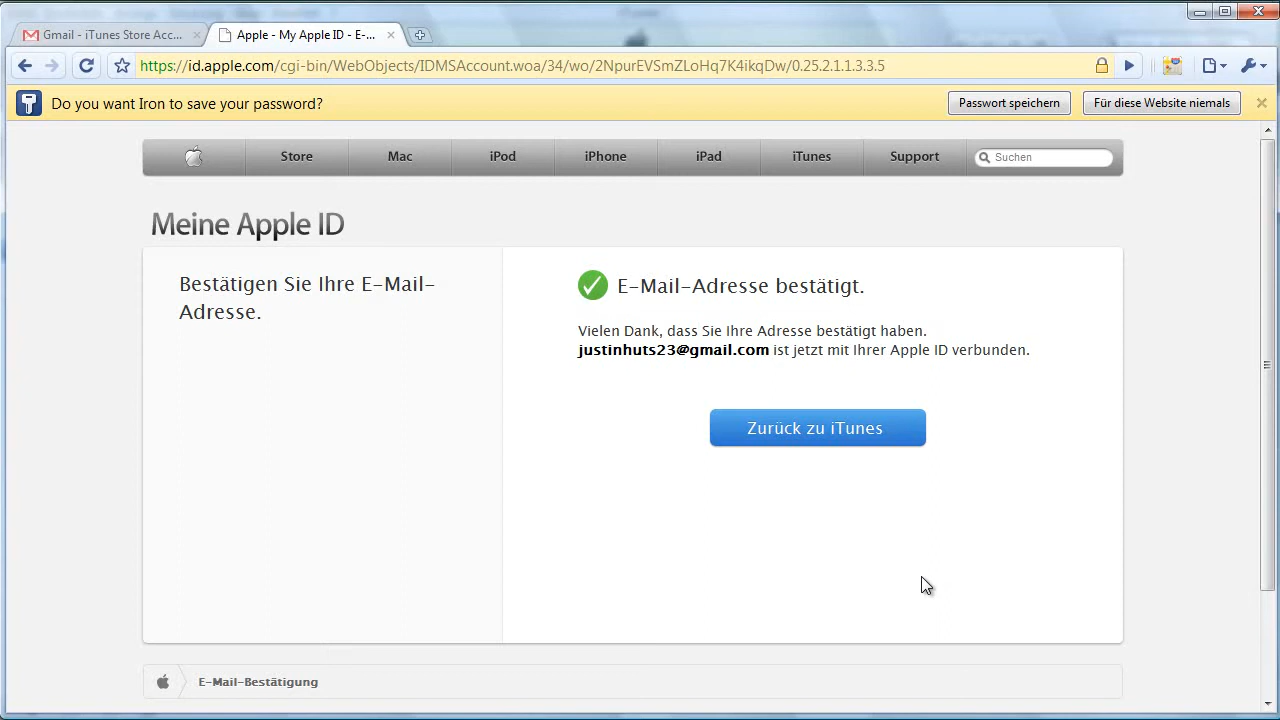 Gmail - iTunes Store Acc...
Apple - My Apple ID - E-...
https://id.apple.com/cgi-bin/WebObjects/IDMSAccount.woa/34/wo/2NpurEVSmZLoHq7K4ikqDw/0.25.2.1.1.3.3.5
Do you want Iron to save your password?
Passwort speichern
Für diese Website niemals
Store
Mac
iPod
iPhone
iPad
iTunes
Support
Suchen
Meine Apple ID
Bestätigen Sie Ihre E-Mail-
Adresse.
E-Mail-Adresse bestätigt.
Vielen Dank, dass Sie Ihre Adresse bestätigt haben.
justinhuts23@gmail.com ist jetzt mit Ihrer Apple ID verbunden.
Zurück zu iTunes
E-Mail-Bestätigung